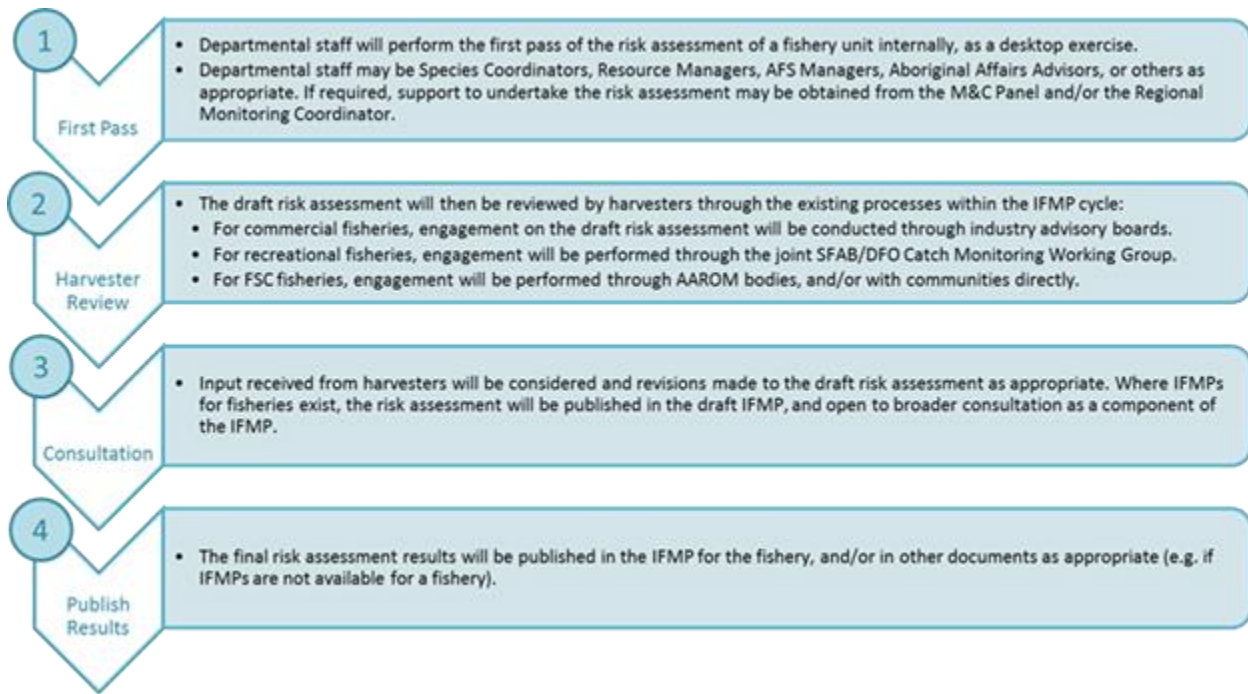 1
First Pass
• Departmental staff will perform the first pass of the risk assessment of a fishery unit internally, as a desktop exercise.
• Departmental staff may be Species Coordinators, Resource Managers, AFS Managers, Aboriginal Affairs Advisors, or others as
appropriate. If required, support to undertake the risk assessment may be obtained from the M&C Panel and/or the Regional
Monitoring Coordinator.
2
Harvester
Review
• The draft risk assessment will then be reviewed by harvesters through the existing processes within the IFMP cycle:
• For commercial fisheries, engagement on the draft risk assessment will be conducted through industry advisory boards.
• For recreational fisheries, engagement will be performed through the joint SFAB/DFO Catch Monitoring Working Group.
• For FSC fisheries, engagement will be performed through AAROM bodies, and/or with communities directly.
3
Consultation
• Input received from harvesters will be considered and revisions made to the draft risk assessment as appropriate. Where IFMPs
for fisheries exist, the risk assessment will be published in the draft IFMP, and open to broader consultation as a component of
the IFMP.
4
Publish
Results
• The final risk assessment results will be published in the IFMP for the fishery, and/or in other documents as appropriate (e.g. if
IFMPs are not available for a fishery).